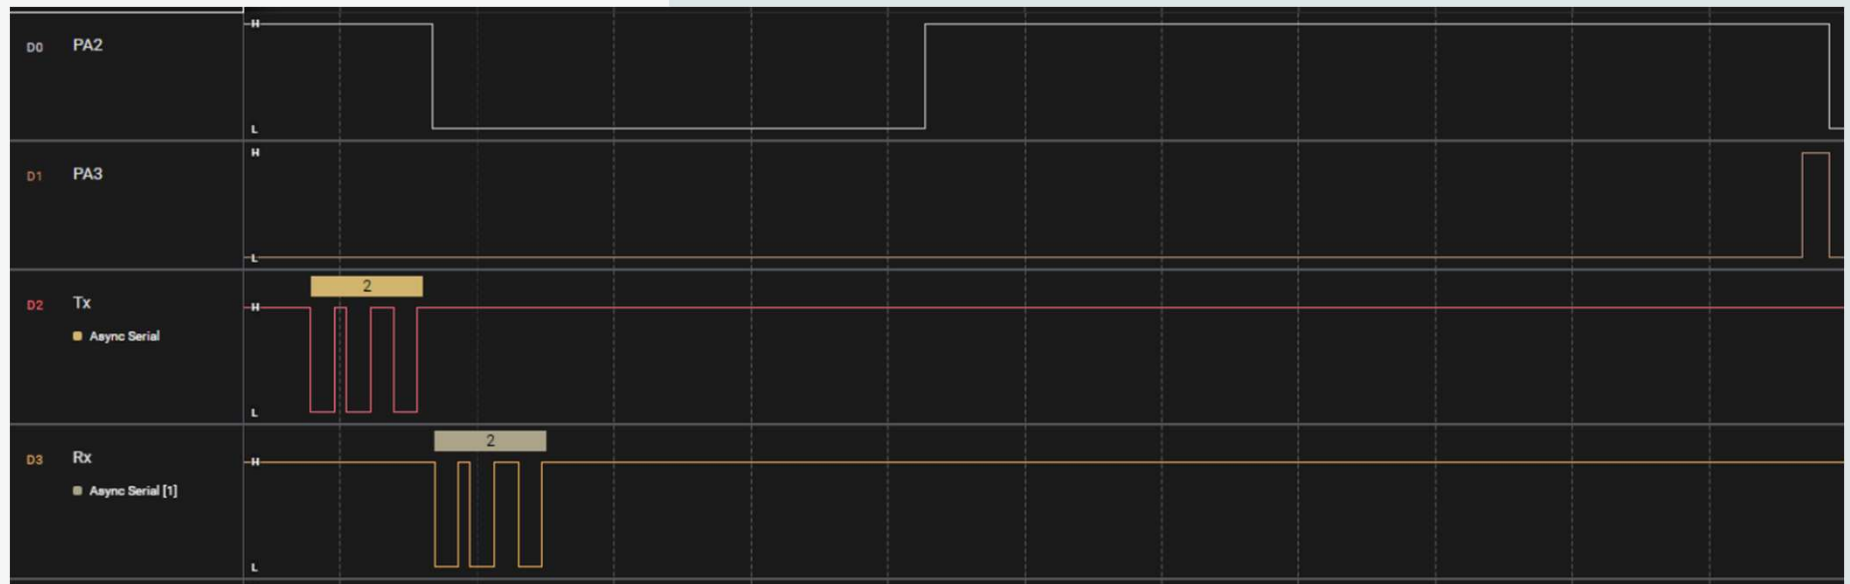 H
D0 PA2
L
H
D1 PA3
L
2
D2 Tx H
Async Serial
L
2
D3 Rx H
Async Serial [1]
L